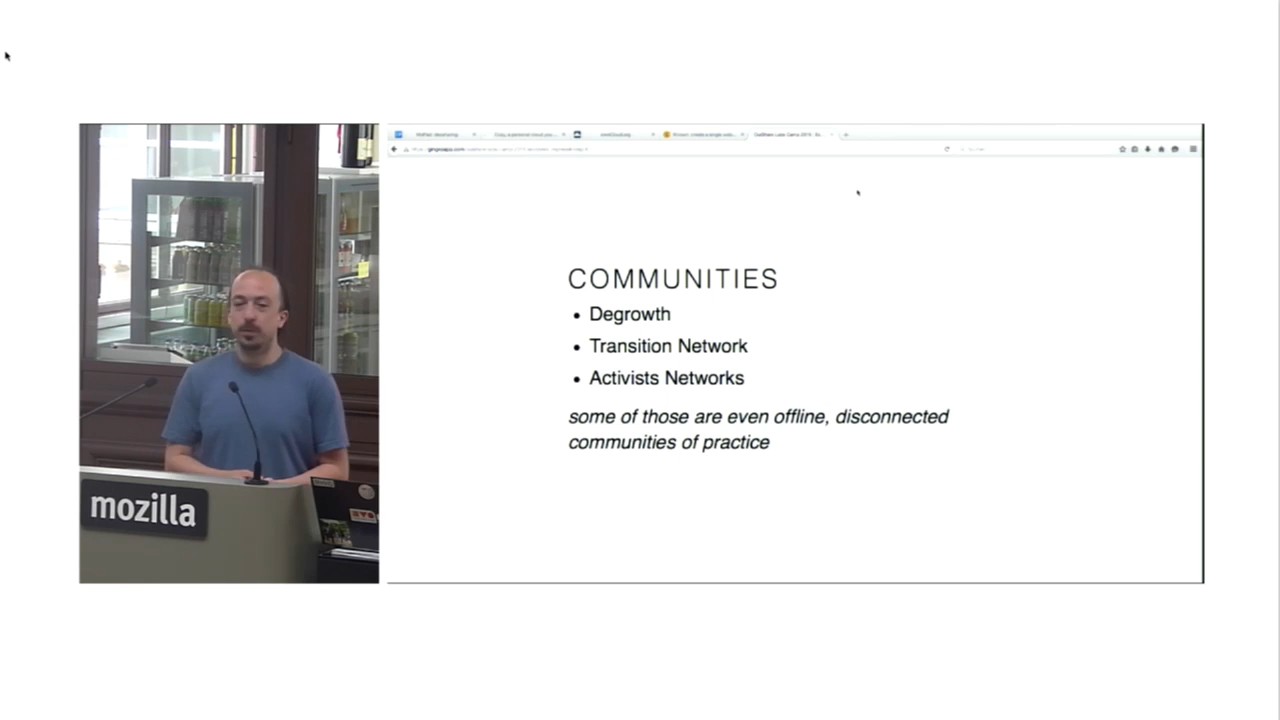 mozilla
COMMUNITIES
Degrowth
Transition Network
Activists Networks
some of those are even offline, disconnected
communities of practice